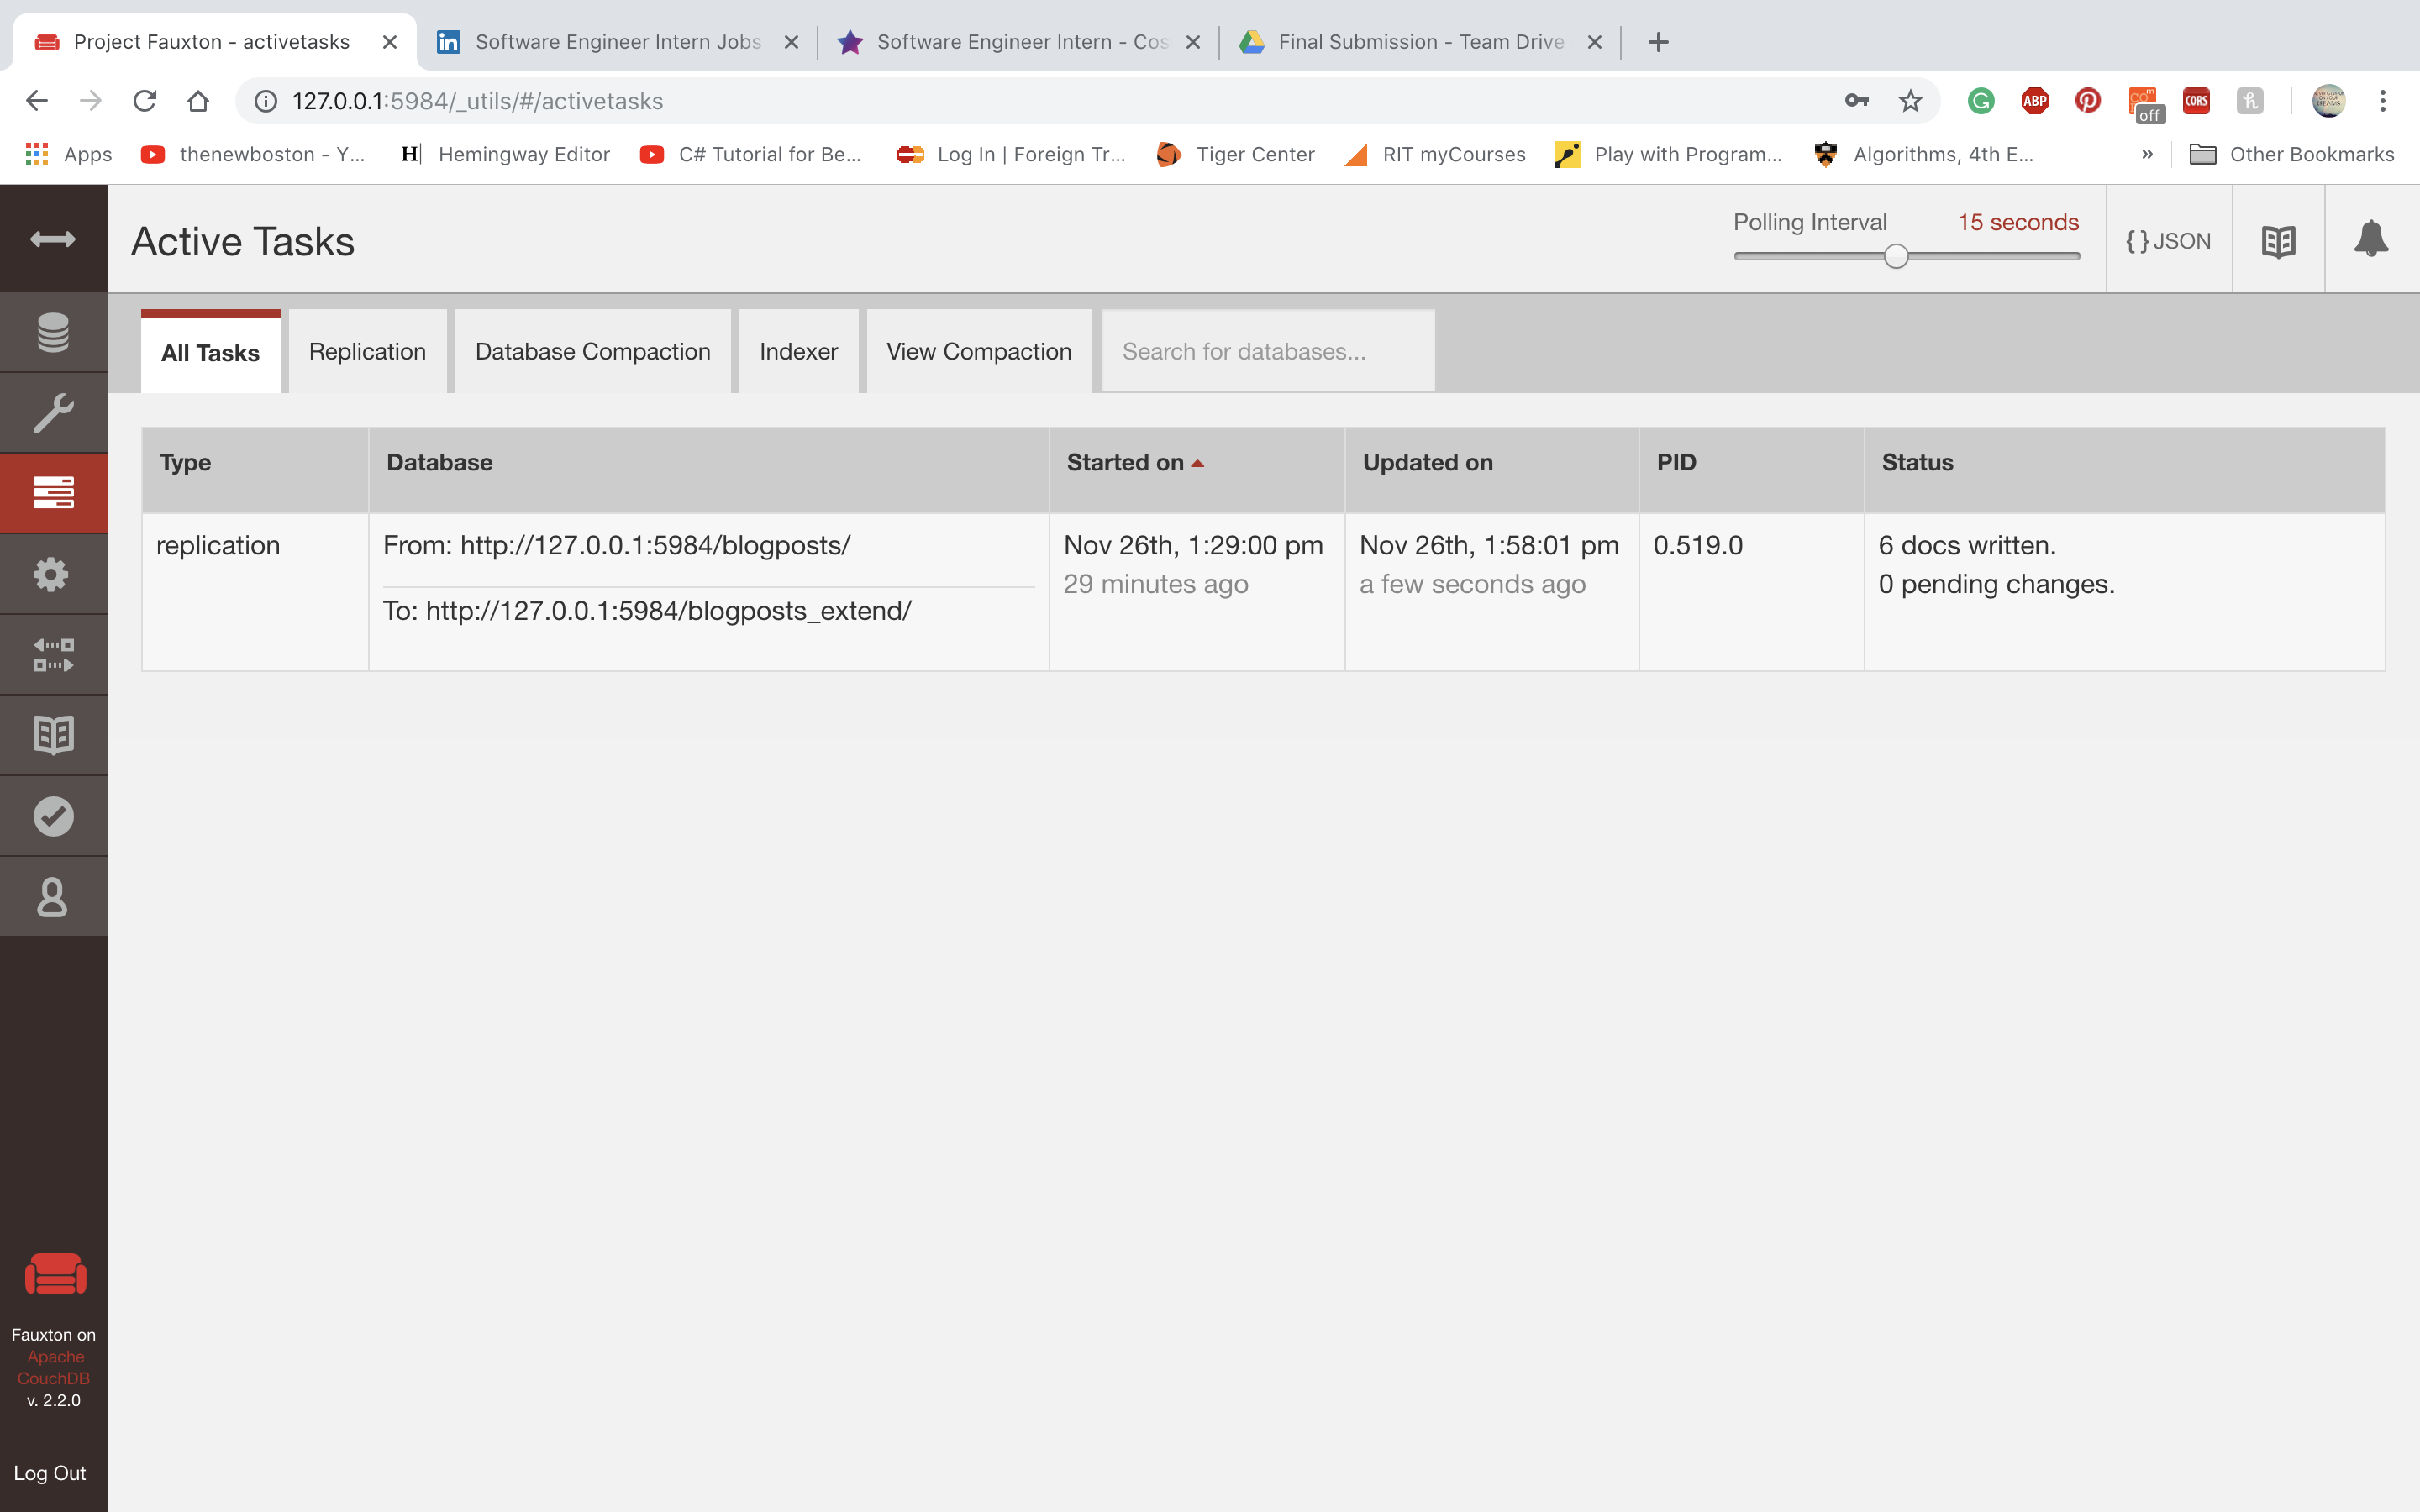 Project Fauxton - activetasks
Software Engineer Intern Jobs
Software Engineer Intern - Cos
Final Submission - Team Drive
127.0.0.1:5984/_utils/#/activetasks
ABP
off
CORS
Apps
thenewboston - Y...
H
Hemingway Editor
C# Tutorial for Be...
Log In | Foreign Tr...
Tiger Center
RIT myCourses
Play with Program...
Algorithms, 4th E...
»
Other Bookmarks
Active Tasks
Polling Interval
15 seconds
{ } JSON
All Tasks
Replication
Database Compaction
Indexer
View Compaction
Search for databases...
Type
Database
Started on
Updated on
PID
Status
replication
From: http://127.0.0.1:5984/blogposts/
To: http://127.0.0.1:5984/blogposts_extend/
Nov 26th, 1:29:00 pm
29 minutes ago
Nov 26th, 1:58:01 pm
a few seconds ago
0.519.0
6 docs written.
0 pending changes.
Fauxton on
Apache
CouchDB
v. 2.2.0
Log Out